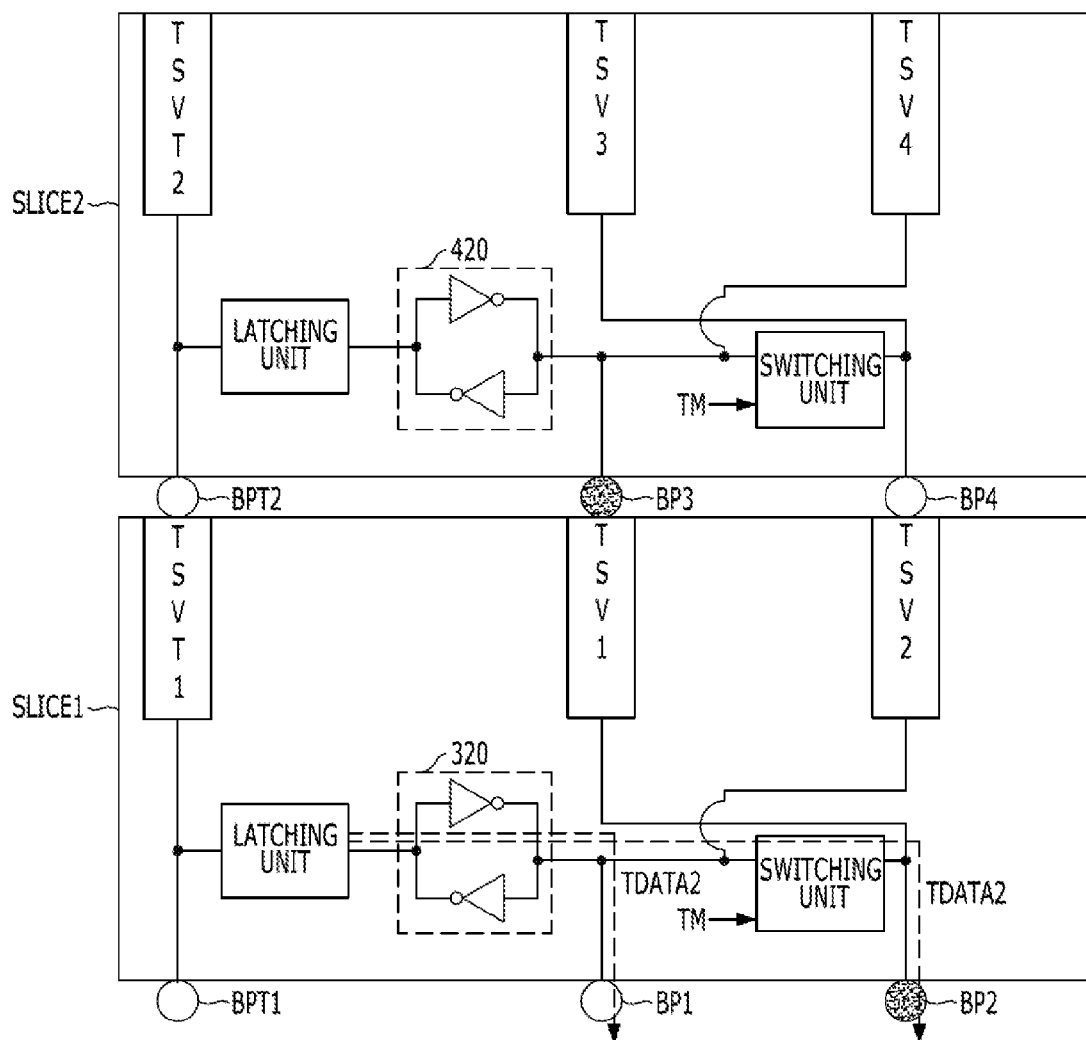 T
S
V
T
2
T
S
V
3
T
S
V
4
SLICE2
420
LATCHING
UNIT
SWITCHING
UNIT
TM
BPT2
BP3
BP4
T
S
V
T
1
T
S
V
1
T
S
V
2
SLICE1
320
LATCHING
UNIT
SWITCHING
UNIT
TDATA2
TDATA2
TM
BPT1
BP1
BP2